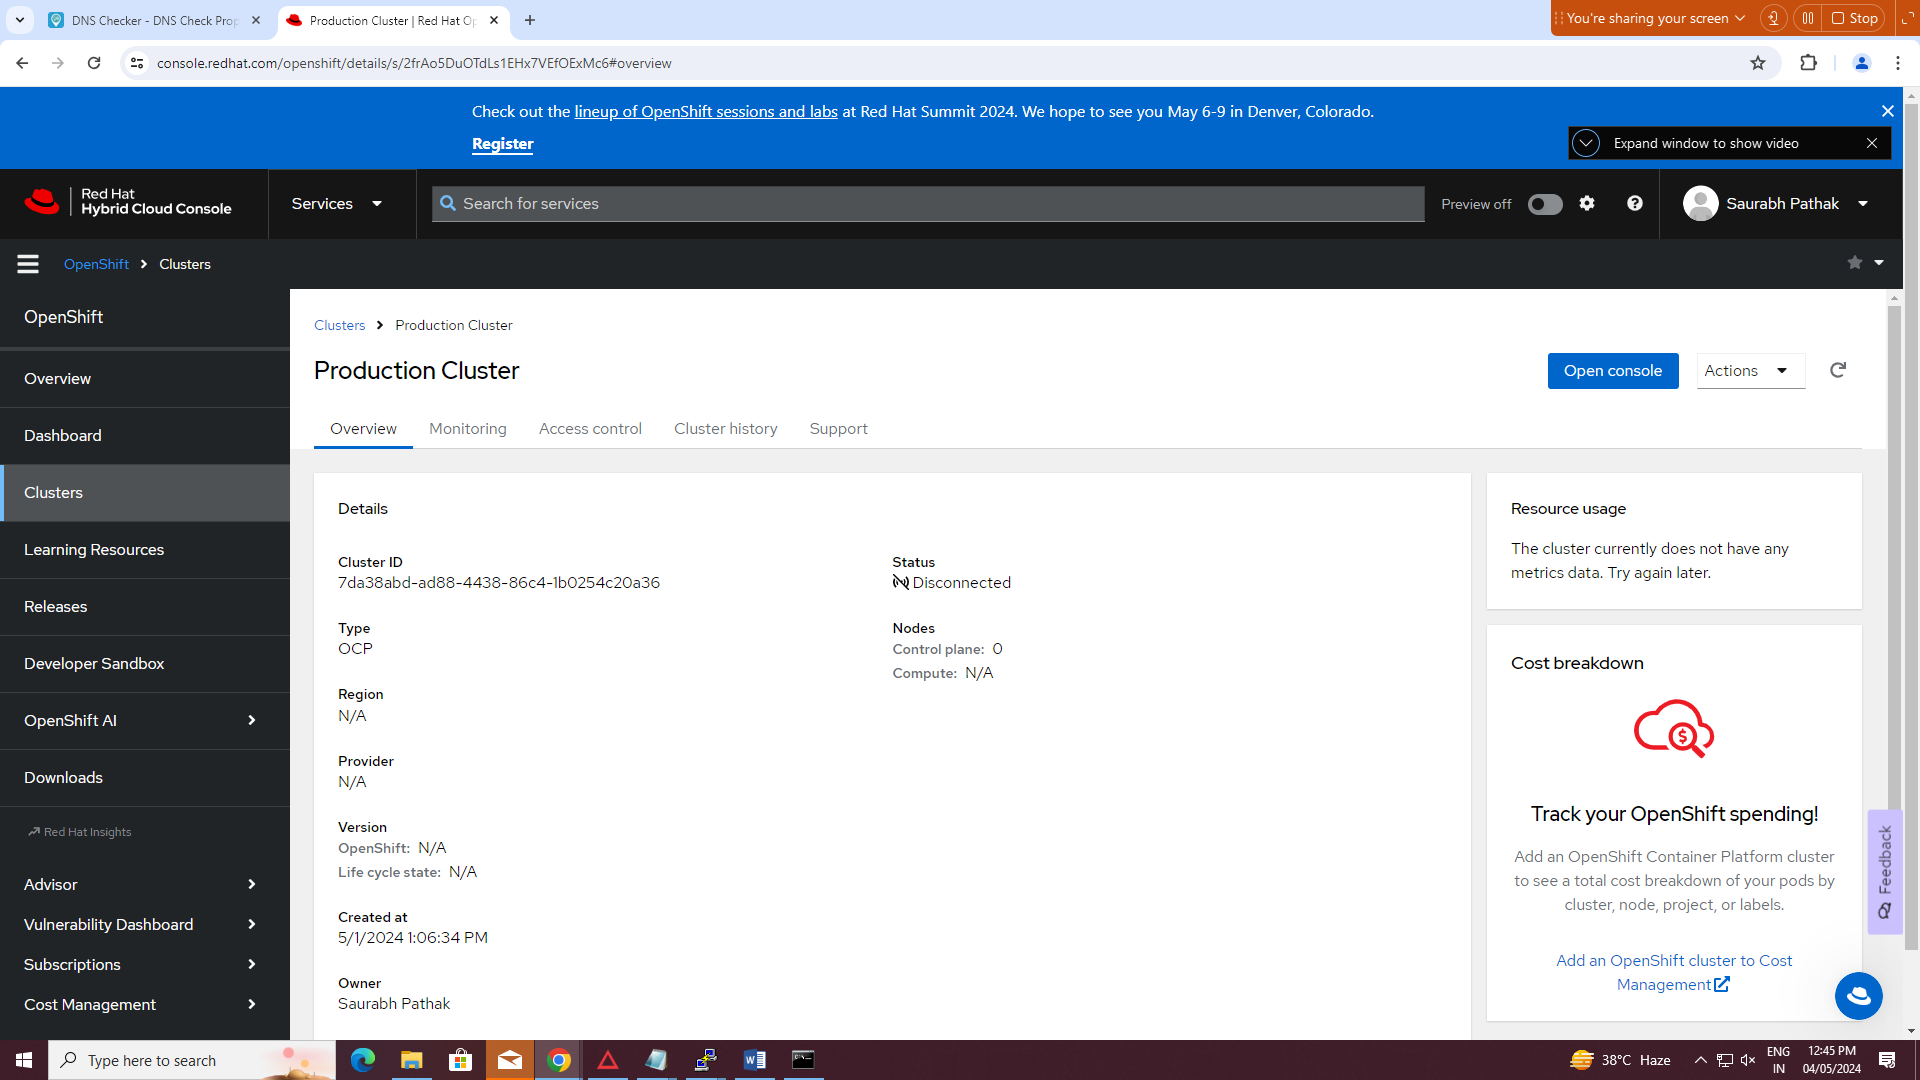 DNS Checker - DNS Check Prop
Production Cluster | Red Hat Op
You're sharing your screen
Stop
console.redhat.com/openshift/details/s/2frAo5DuOTdLs1EHx7VEfOExMc6#overview
Check out the lineup of OpenShift sessions and labs at Red Hat Summit 2024. We hope to see you May 6-9 in Denver, Colorado.
Register
Expand window to show video
Red Hat
Hybrid Cloud Console
Services
Search for services
Preview off
Saurabh Pathak
OpenShift
Clusters
OpenShift
Overview
Dashboard
Clusters
Learning Resources
Releases
Developer Sandbox
OpenShift AI
Downloads
Red Hat Insights
Advisor
Vulnerability Dashboard
Subscriptions
Cost Management
Clusters
Production Cluster
Production Cluster
Open console
Actions
Overview
Monitoring
Access control
Cluster history
Support
Details
Cluster ID
7da38abd-ad88-4438-86c4-1b0254c20a36
Type
OCP
Region
N/A
Provider
N/A
Version
OpenShift: N/A
Life cycle state: N/A
Created at
5/1/2024 1:06:34 PM
Owner
Saurabh Pathak
Status
Disconnected
Nodes
Control plane: 0
Compute: N/A
Resource usage
The cluster currently does not have any
metrics data. Try again later.
Cost breakdown
Track your OpenShift spending!
Add an OpenShift Container Platform cluster
to see a total cost breakdown of your pods by
cluster, node, project, or labels.
Add an OpenShift cluster to Cost
Management
Feedback
Type here to search
38°C Haze
ENG
IN
12:45 PM
04/05/2024